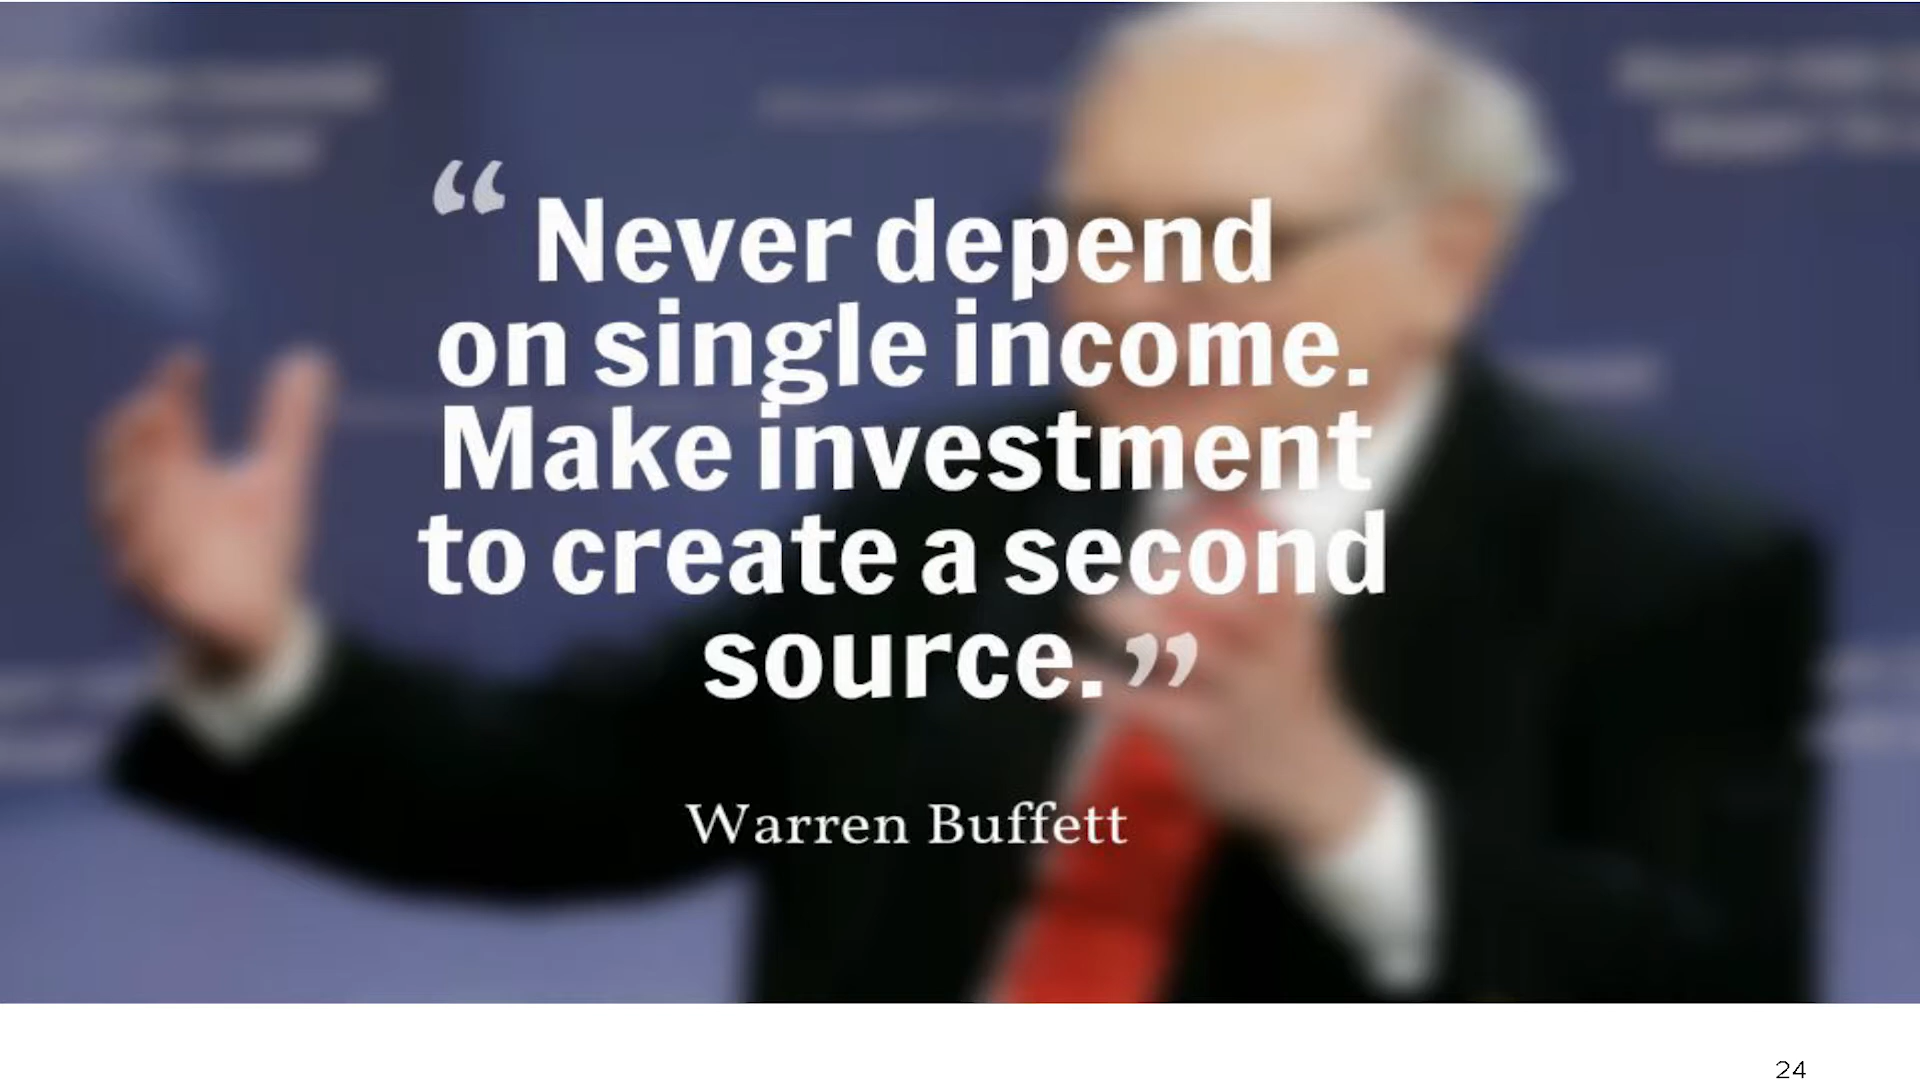 “ Never depend
on single income.
Make investment
to create a second
source. ”
Warren Buffett
24